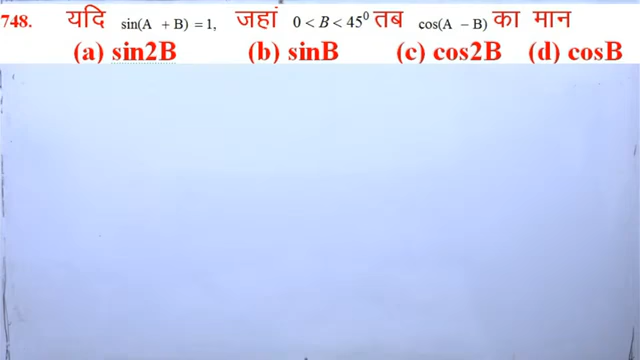 748. यदि sin(A + B) = 1, जहां 0 < B < 45⁰ तब cos(A − B) का मान
(a) sin2B (b) sinB (c) cos2B (d) cosB